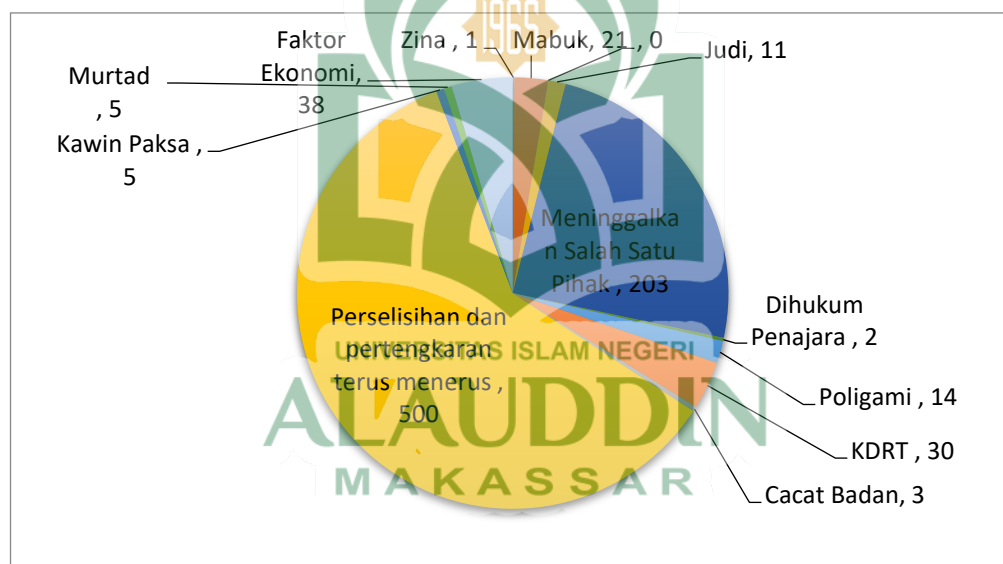 Faktor
Ekonomi,
38
Zina , 1
Mabuk, 21
, 0
Judi, 11
Murtad
, 5
Kawin Paksa ,
5
1965
Meninggalka
n Salah Satu
Pihak , 203
Dihukum
Penajara , 2
Perselisihan dan
pertengkaran
terus menerus ,
500
Poligami , 14
KDRT , 30
Cacat Badan, 3
UNIVERSITAS ISLAM NEGERI
ALAUDDIN
MAKASSAR